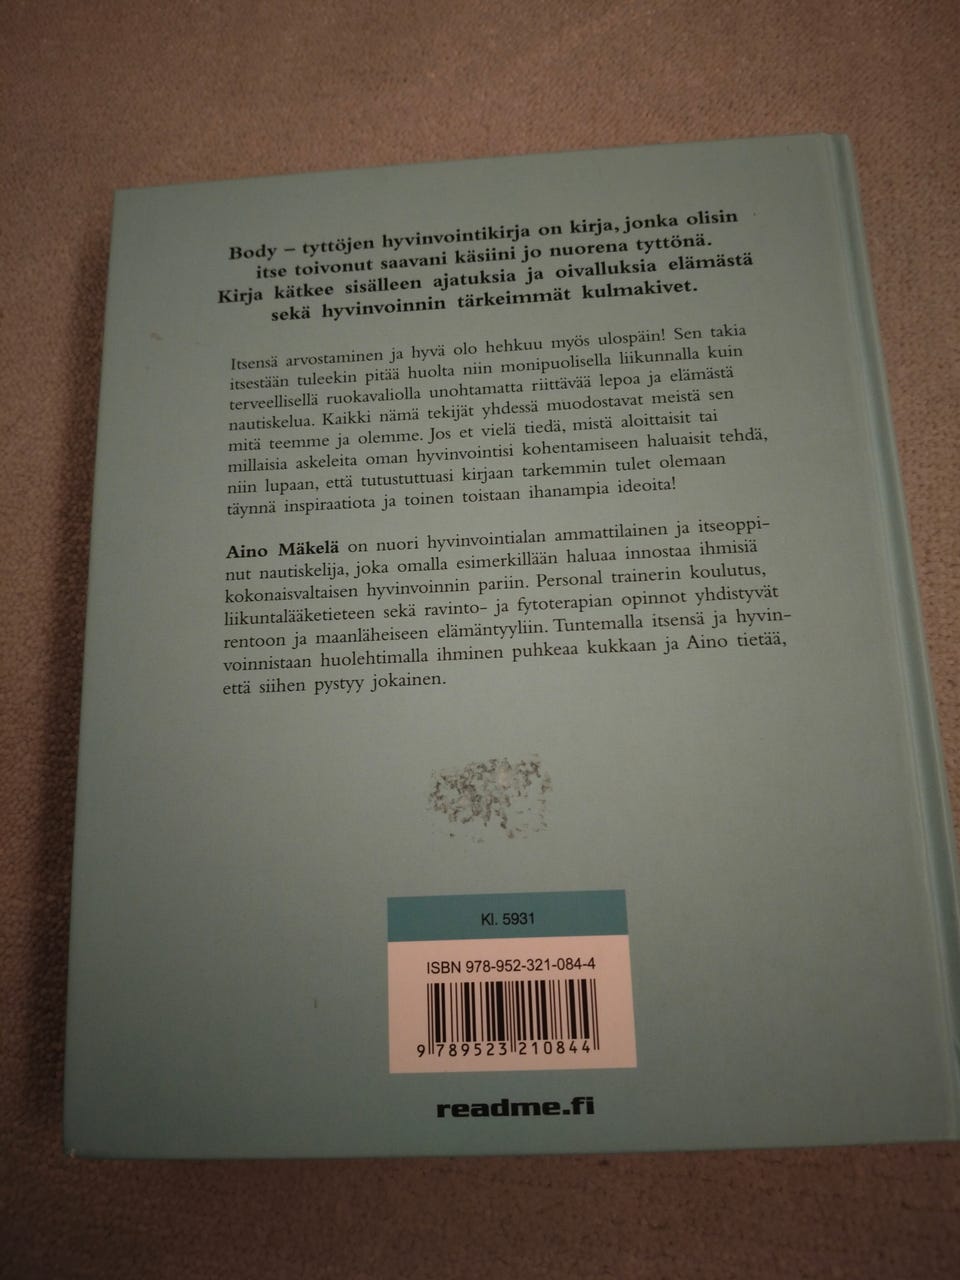 Body – tyttöjen hyvinvointikirja on kirja, jonka olisin
itse toivonut saavani käsiini jo nuorena tyttönä.
Kirja kätkee sisälleen ajatuksia ja oivalluksia elämästä
sekä hyvinvoinnin tärkeimmät kulmakivet.
Itsensä arvostaminen ja hyvä olo hehkuu myös ulospäin! Sen takia
itsestään tuleekin pitää huolta niin monipuolisella liikunnalla kuin
terveellisellä ruokavaliolla unohtamatta riittävää lepoa ja elämästä
nautiskelua. Kaikki nämä tekijät yhdessä muodostavat meistä sen
mitä teemme ja olemme. Jos et vielä tiedä, mistä aloittaisit tai
millaisia askeleita oman hyvinvointisi kohentamiseen haluaisit tehdä,
niin lupaan, että tutustuttuasi kirjaan tarkemmin tulet olemaan
täynnä inspiraatiota ja toinen toistaan ihanampia ideoita!
Aino Mäkelä on nuori hyvinvointialan ammattilainen ja itseoppi-
nut nautiskelija, joka omalla esimerkillään haluaa innostaa ihmisiä
kokonaisvaltaisen hyvinvoinnin pariin. Personal trainerin koulutus,
liikuntalääketieteen sekä ravinto- ja fytoterapian opinnot yhdistyvät
rentoon ja maanläheiseen elämäntyyliin. Tuntemalla itsensä ja hyvin-
voinnistaan huolehtimalla ihminen puhkeaa kukkaan ja Aino tietää,
että siihen pystyy jokainen.
Kl. 5931
ISBN 978-952-321-084-4
9 789523 210844
readme.fi